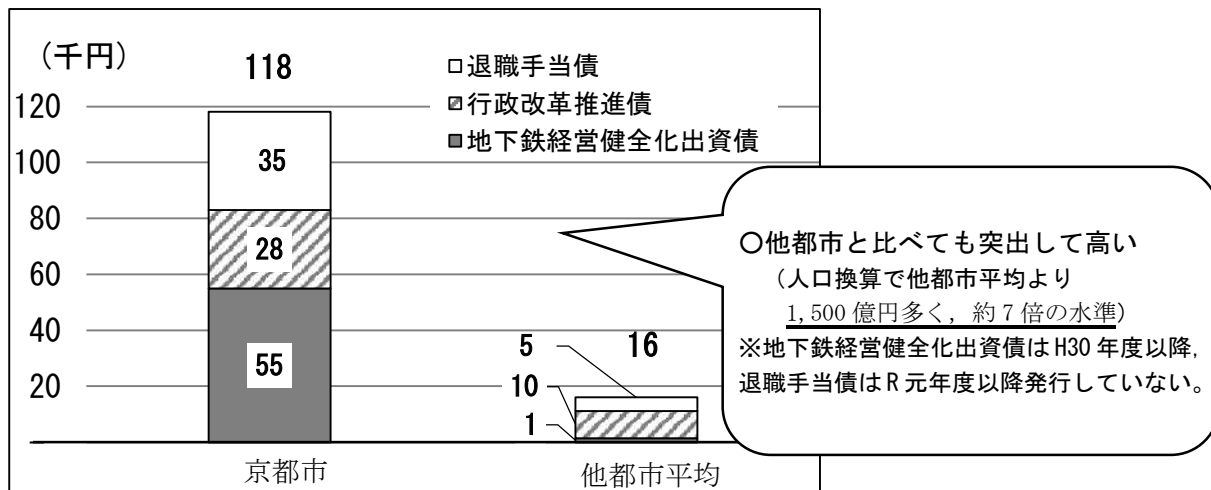 (千円)
118
□退職手当債
行政改革推進債
■地下鉄経営健全化出資債
120
100
80
60
40
20
35
28
55
5
10
1
16
京都市
他都市平均
〇他都市と比べても突出して高い
(人口換算で他都市平均より
1,500億円多く，約7倍の水準)
※地下鉄経営健全化出資債はH30年度以降,
退職手当債はR元年度以降発行していない。